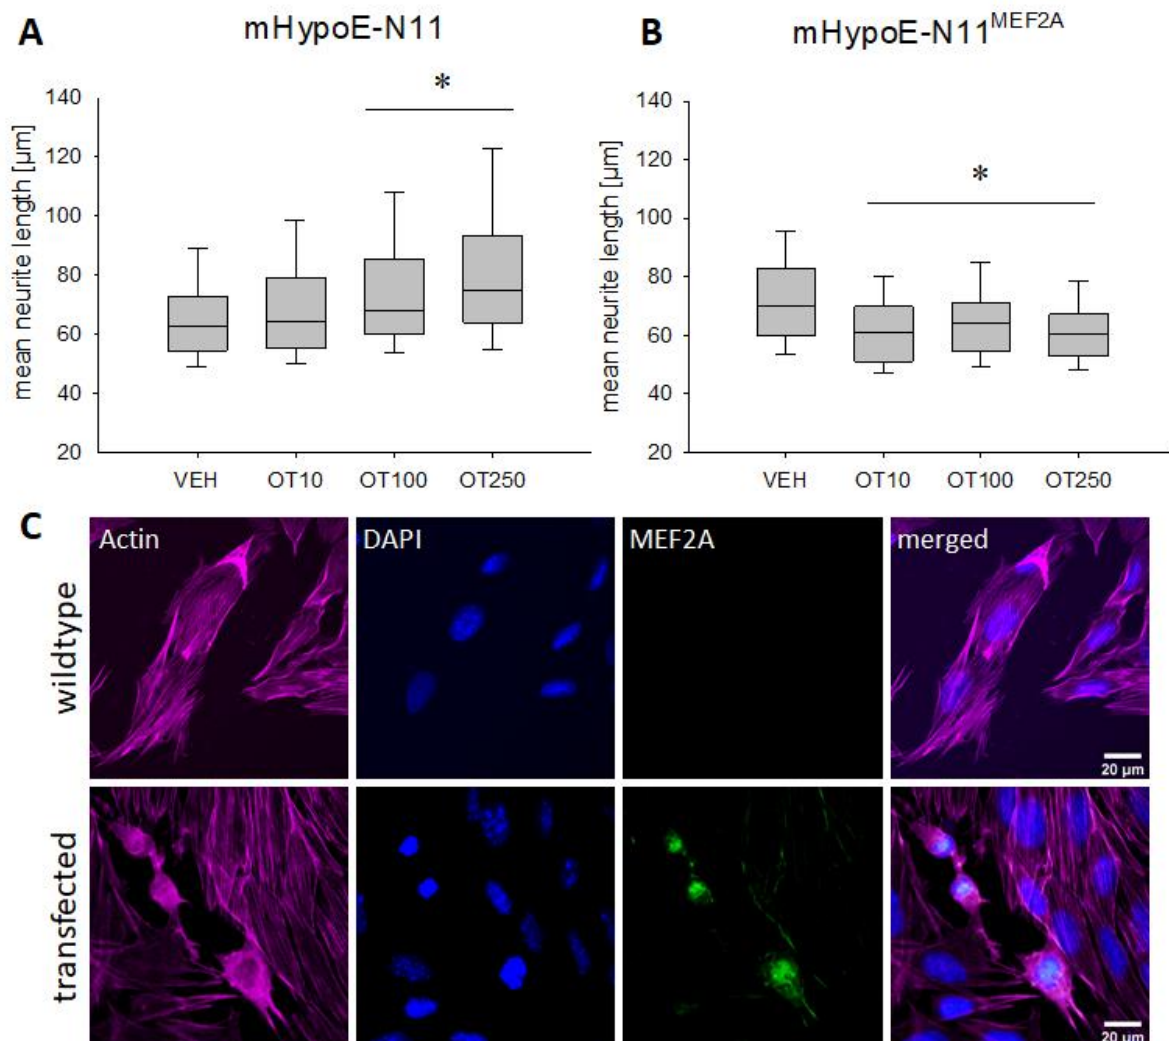 A
mHypoE-N11
mean neurite length [µm]
140
120
100
80
60
40
20
*
VEH OT10 OT100 OT250
B
mHypoE-N11MEF2A
mean neurite length [µm]
140
120
100
80
60
40
20
*
VEH OT10 OT100 OT250
C
Actin DAPI MEF2A merged
wildtype
20 µm
transfected
20 µm